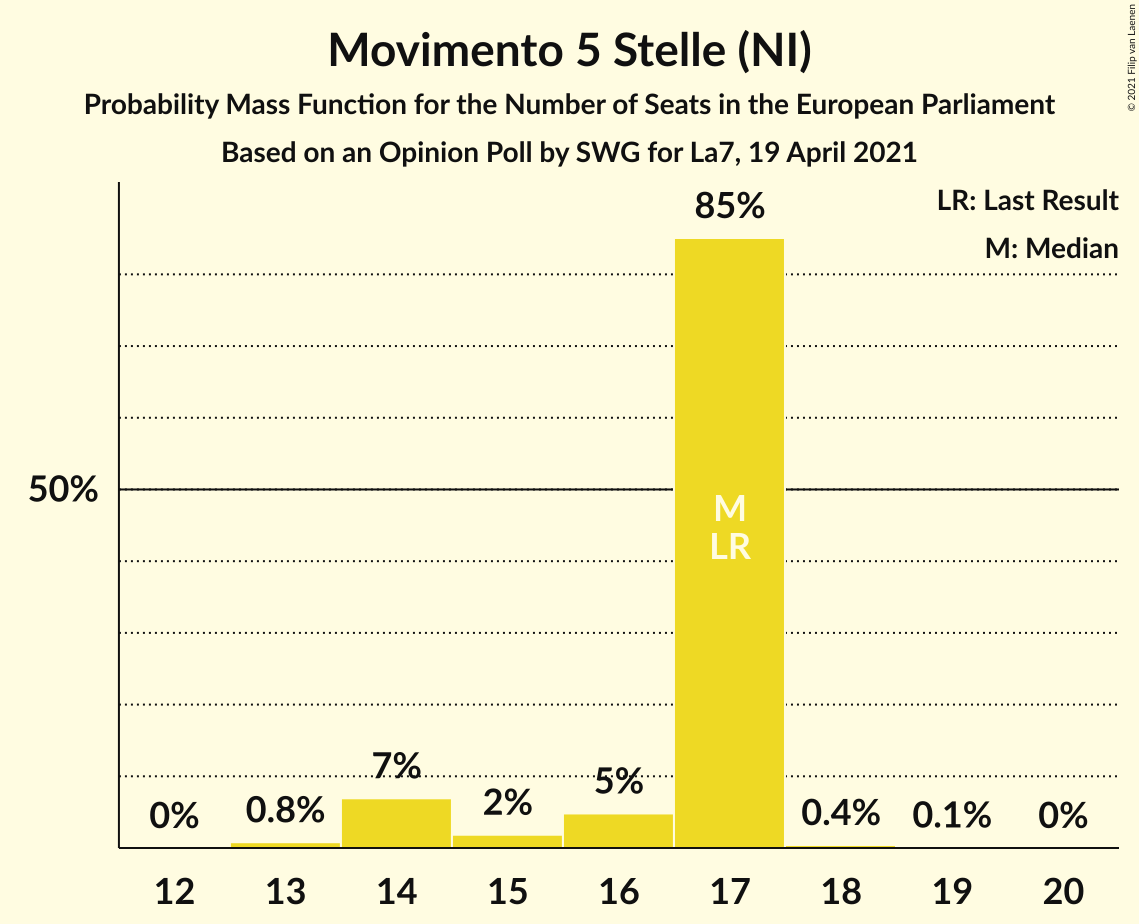 Movimento 5 Stelle (NI)
Probability Mass Function for the Number of Seats in the European Parliament
Based on an Opinion Poll by SWG for La7, 19 April 2021
© 2021 Filip van Laenen
LR: Last Result
M: Median
50%
0%
0.8%
7%
2%
5%
85%
0.4%
0.1%
0%
M
LR
12
13
14
15
16
17
18
19
20